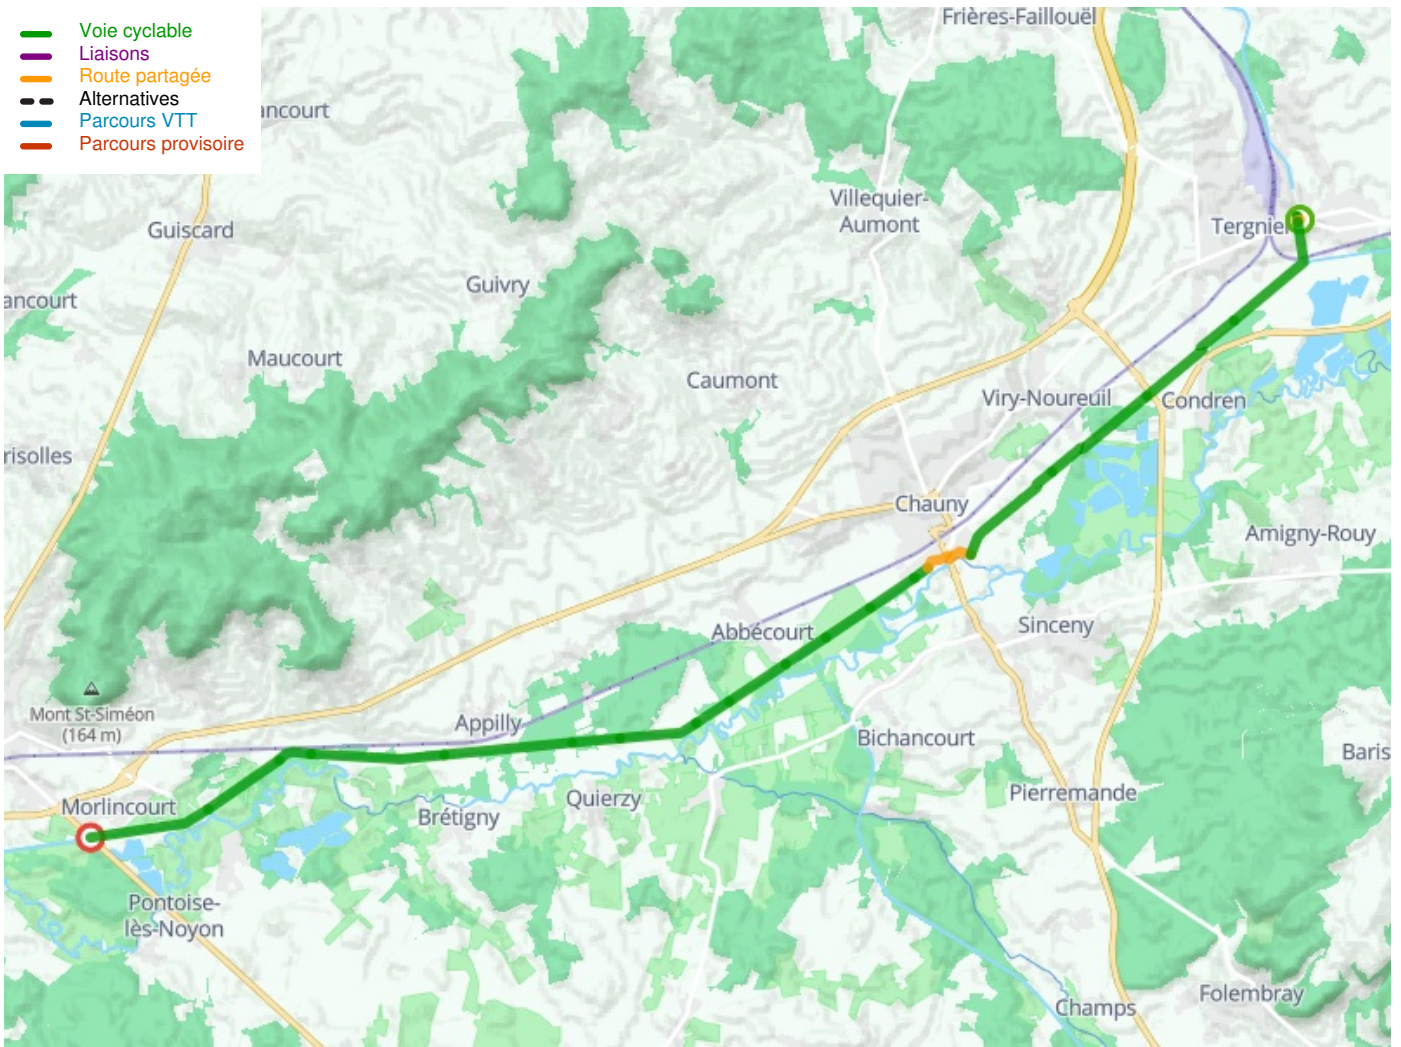 Voie cyclable
Liaisons
Route partagée
Alternatives
Parcours VTT
Parcours provisoire
Frières-Faillouël
ancourt
Villequier-
Aumont
Guiscard
Tergnier
Guivry
ancourt
Maucourt
Caumont
Viry-Noureuil
Condren
risolles
Chauny
Amigny-Rouy
Abbécourt
Sinceny
Mont St-Siméon
(164 m)
Appilly
Bichancourt
Baris
Morlincourt
Quierzy
Pierremande
Brétigny
Pontoise-
lès-Noyon
Folembray
Champs